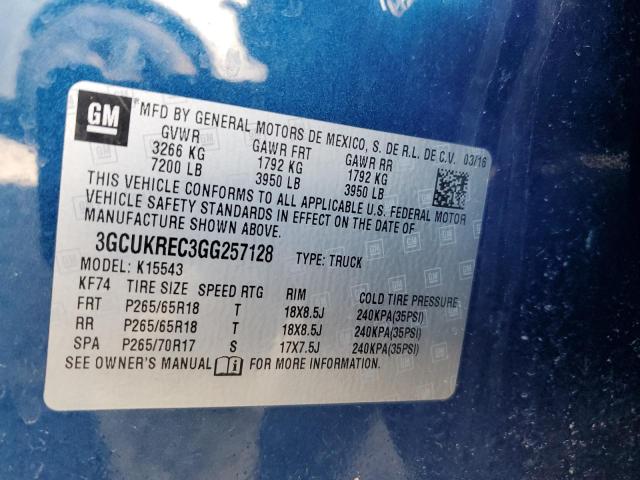 GM
*MFD BY GENERAL MOTORS DE MEXICO, S. DE R.L. DE C.V. 03/16
GVWR GAWR FRT GAWR RR
3266 KG 1792 KG 1792 KG
7200 LB 3950 LB 3950 LB
THIS VEHICLE CONFORMS TO ALL APPLICABLE U.S. FEDERAL MOTOR
VEHICLE SAFETY STANDARDS IN EFFECT ON THE DATE OF
MANUFACTURE SHOWN ABOVE.
3GCUKREC3GG257128 TYPE: TRUCK
MODEL: K15543
KF74 TIRE SIZE SPEED RTG RIM COLD TIRE PRESSURE
FRT P265/65R18 T 18X8.5J 240KPA(35PSI)
RR P265/65R18 T 18X8.5J 240KPA(35PSI)
SPA P265/70R17 S 17X7.5J 240KPA(35PSI)
SEE OWNER'S MANUAL FOR MORE INFORMATION.